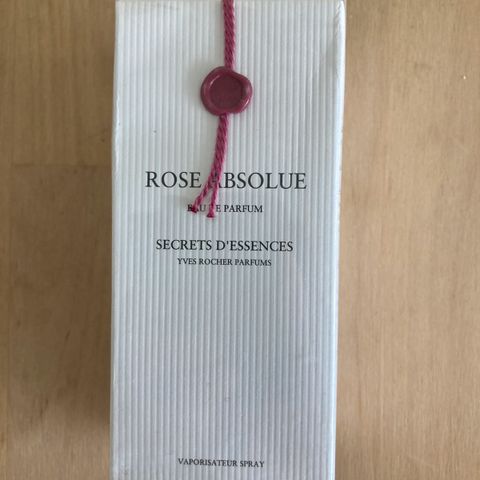 ROSE ABSOLUE
EAU DE PARFUM
SECRETS D'ESSENCES
YVES ROCHER PARFUMS
VAPORISATEUR SPRAY